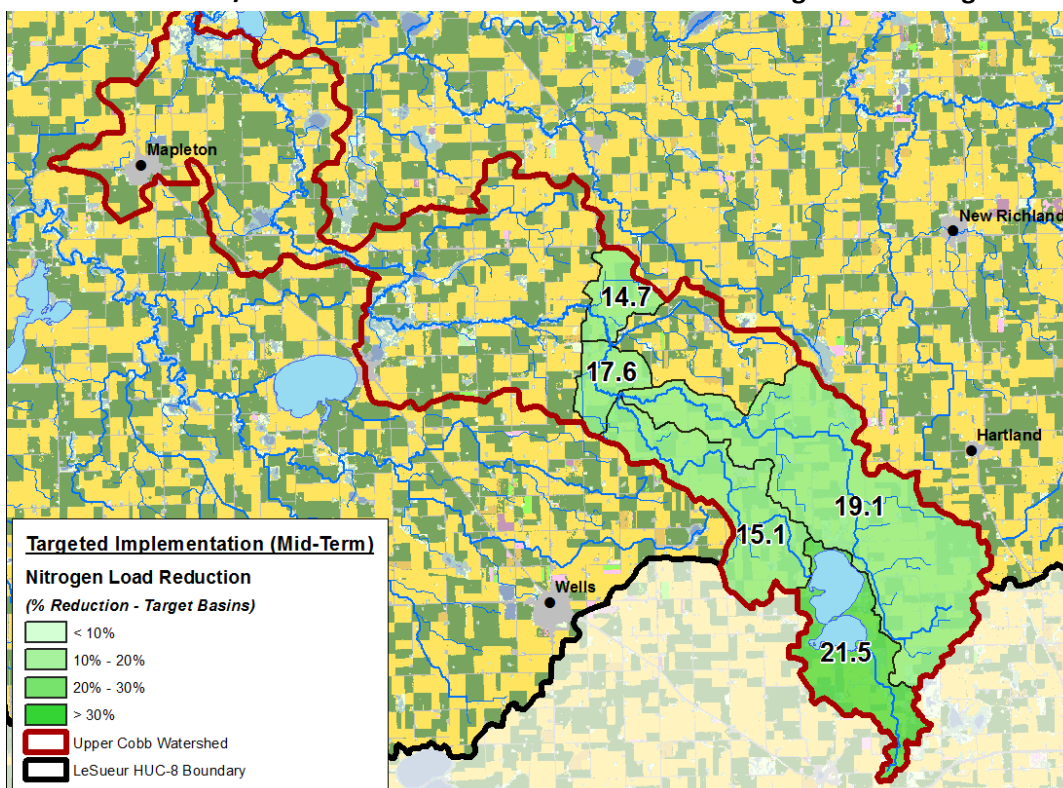 Mapleton
New Richland
14.7
17.6
Hartland
19.1
15.1
Wells
21.5
Targeted Implementation (Mid-Term)
Nitrogen Load Reduction
(% Reduction - Target Basins)
< 10%
10% - 20%
20% - 30%
> 30%
Upper Cobb Watershed
LeSueur HUC-8 Boundary